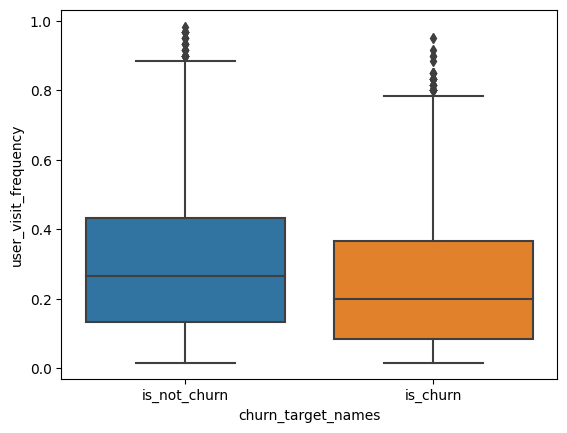 1.0
0.8
0.6
0.4
0.2
0.0
user_visit_frequency
is_not_churn
is_churn
churn_target_names